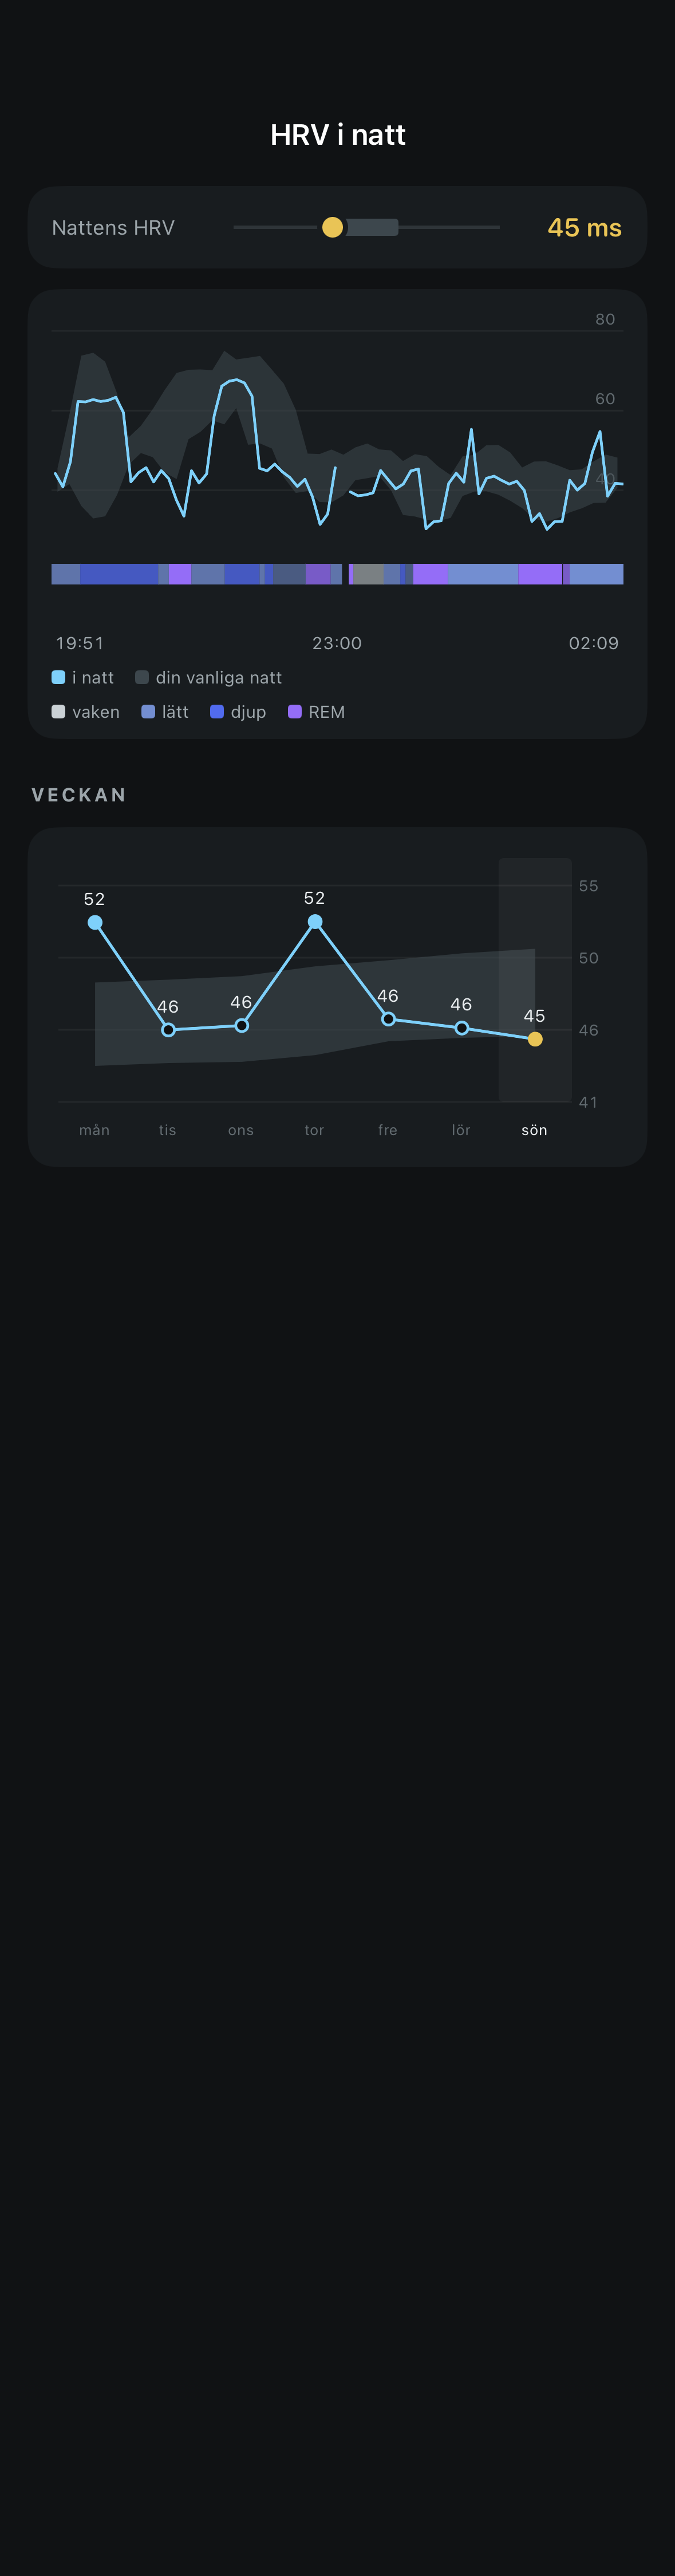 HRV i natt
Nattens HRV 45 ms
80
60
40
19:51 23:00 02:09
i natt din vanliga natt
vaken lätt djup REM
VECKAN
55
52 52
50
46 46 46 46 45
46
41
mån tis ons tor fre lör sön